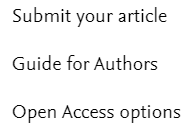 Submit your article
Guide for Authors
Open Access options